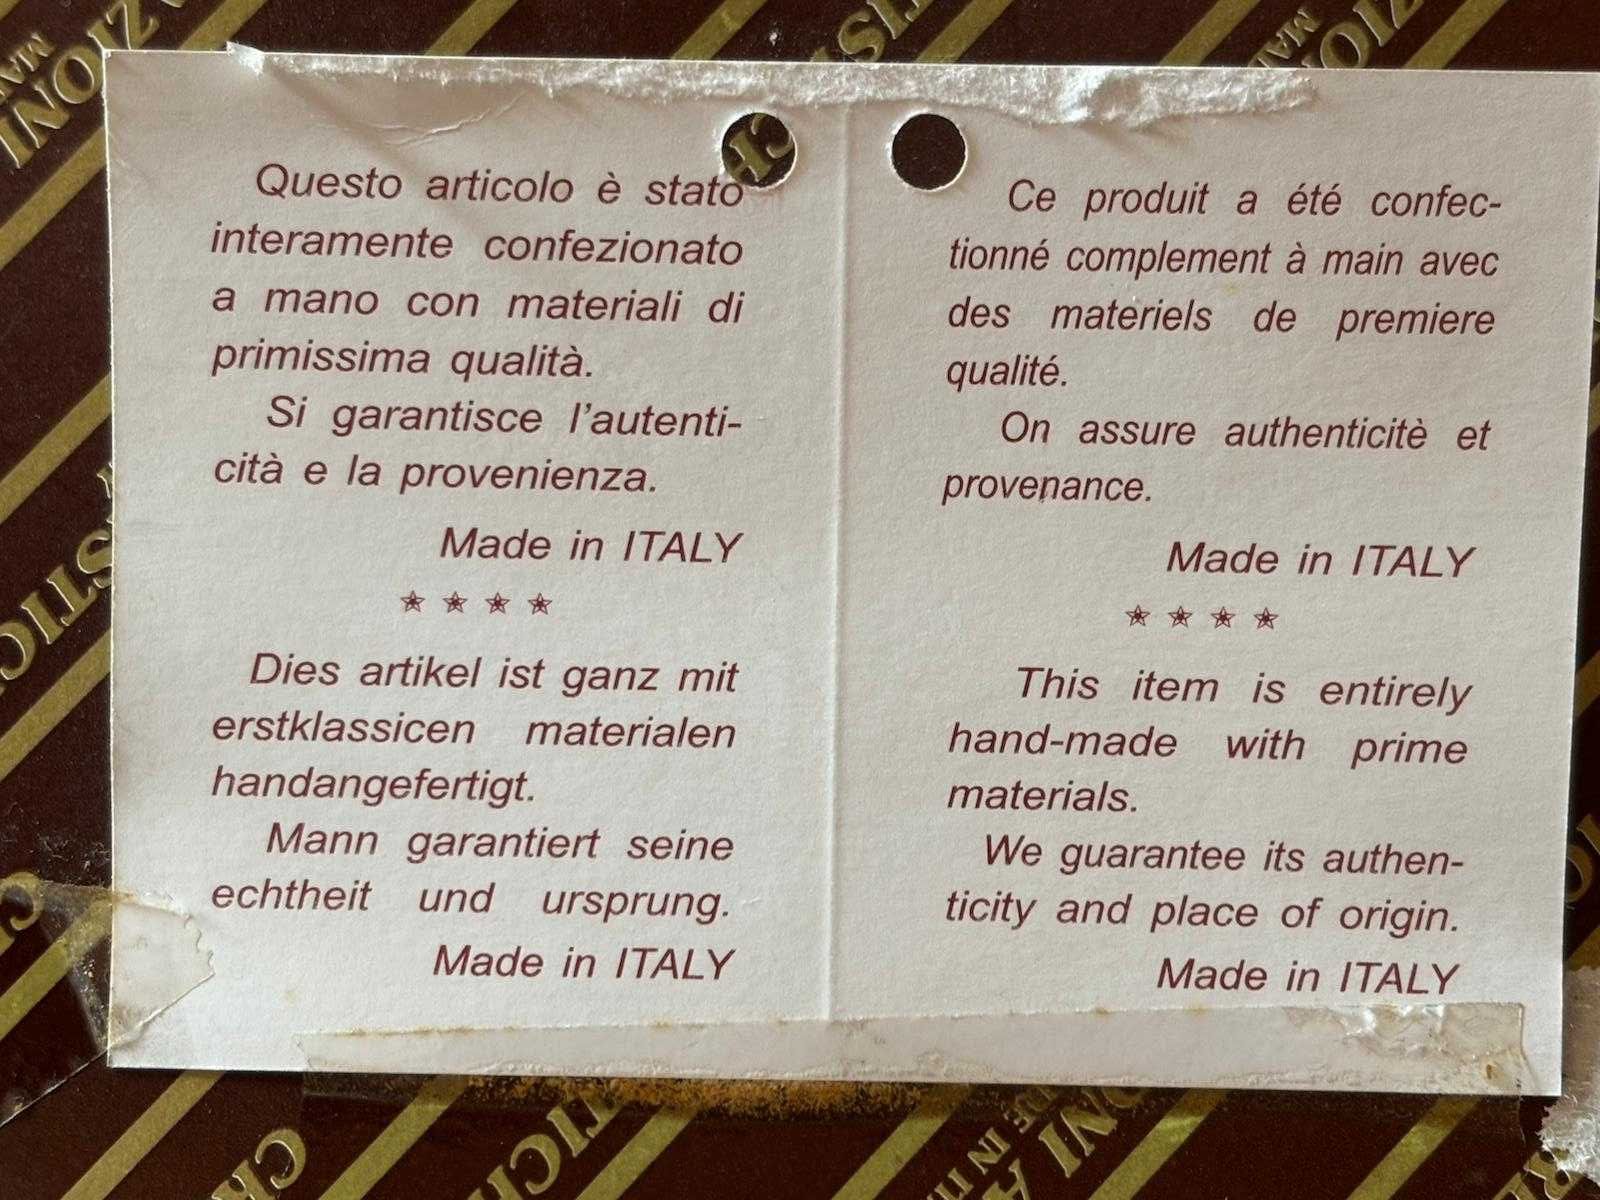 Questo articolo è stato
interamente confezionato
a mano con materiali di
primissima qualità.
Si garantisce l'autenti-
cità e la provenienza.
Made in ITALY
Dies artikel ist ganz mit
erstklassicen materialen
handangefertigt.
Mann garantiert seine
echtheit und ursprung.
Made in ITALY
Ce produit a été confec-
tionné complement à main avec
des materiels de premiere
qualité.
On assure authenticitè et
provenance.
Made in ITALY
This item is entirely
hand-made with prime
materials.
We guarantee its authen-
ticity and place of origin.
Made in ITALY